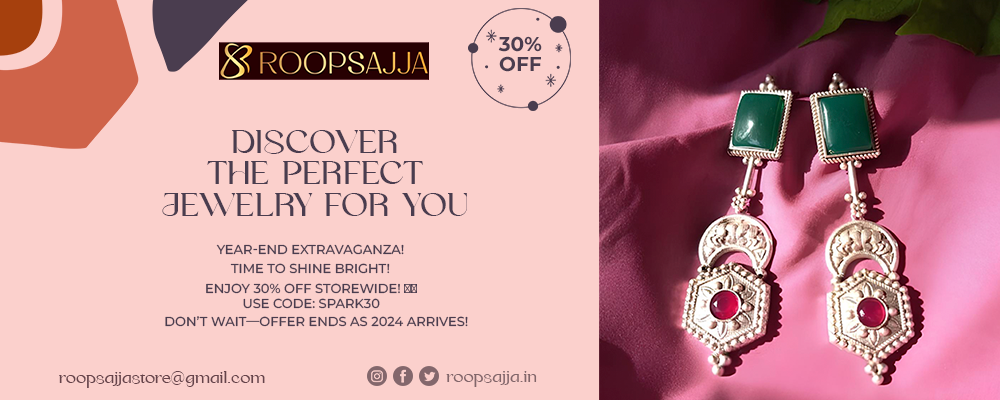 ROOPSAJJA
30%
OFF
DISCOVER
THE PERFECT
JEWELRY FOR YOU
YEAR-END EXTRAVAGANZA!
TIME TO SHINE BRIGHT!
ENJOY 30% OFF STOREWIDE!
USE CODE: SPARK30
DON'T WAIT—OFFER ENDS AS 2024 ARRIVES!
roopsajjastore@gmail.com
roopsajja.in